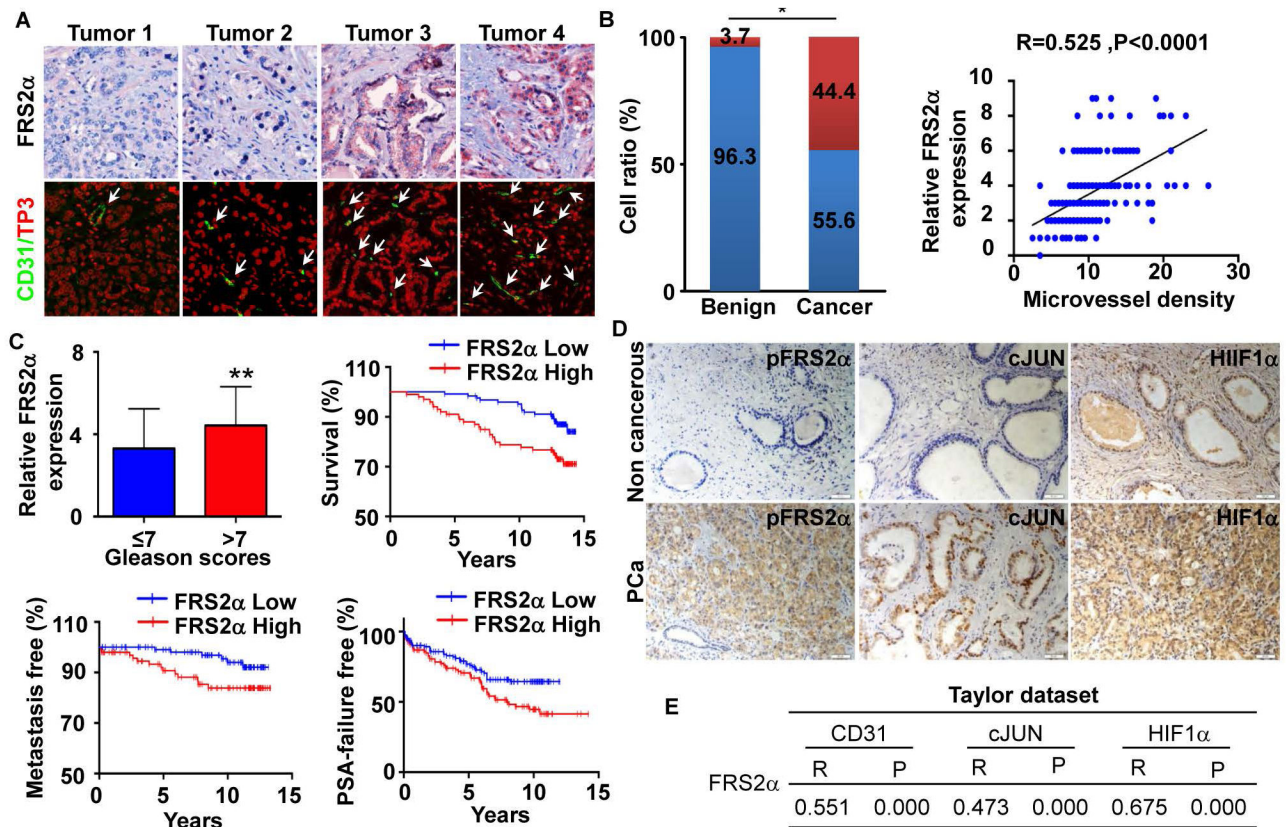 A
Tumor 1 Tumor 2 Tumor 3 Tumor 4
FRS2α
CD31/TP3
B
*
Cell ratio (%)
100
50
0
3.7
96.3
44.4
55.6
Benign Cancer
R=0.525 ,P<0.0001
Relative FRS2α
expression
10
8
6
4
2
0
0 10 20 30
Microvessel density
C
Relative FRS2α
expression
8
4
0
**
≤7 >7
Gleason scores
FRS2α Low
FRS2α High
Survival (%)
110
90
70
50
0 5 10 15
Years
FRS2α Low
FRS2α High
Metastasis free (%)
110
90
70
50
0 5 10 15
Years
FRS2α Low
FRS2α High
PSA-failure free (%)
100
50
0
0 5 10 15
Years
D
Non cancerous
pFRS2α cJUN HIIF1α
PCa
pFRS2α cJUN HIF1α
E
Taylor dataset
CD31 cJUN HIF1α
R P R P R P
FRS2α
0.551 0.000 0.473 0.000 0.675 0.000